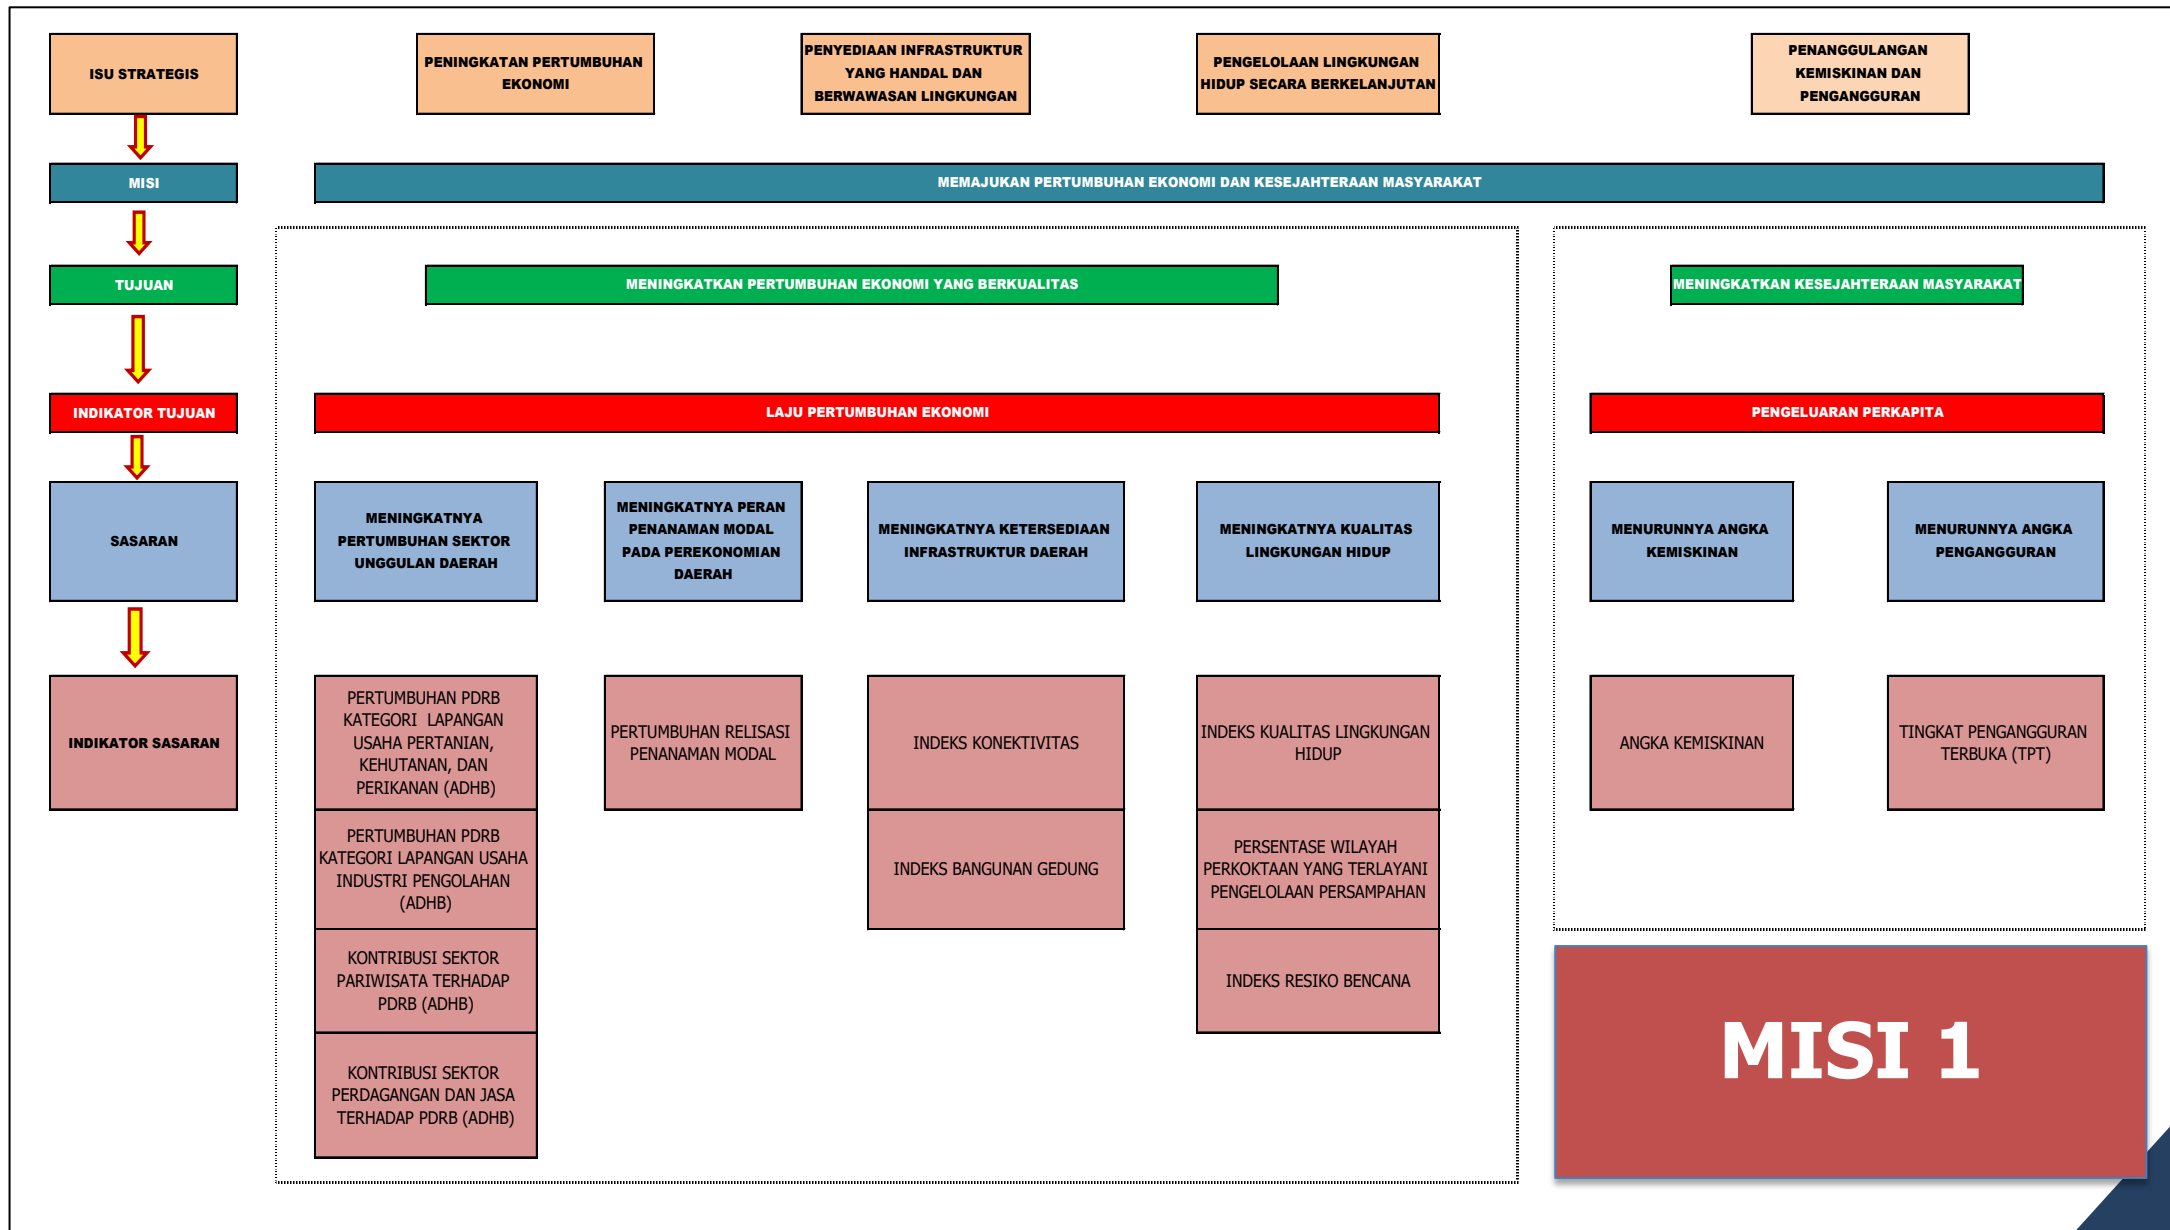 ISU STRATEGIS
PENINGKATAN PERTUMBUHAN
EKONOMI
PENYEDIAAN INFRASTRUKTUR
YANG HANDAL DAN
BERWAWASAN LINGKUNGAN
PENGELOLAAN LINGKUNGAN
HIDUP SECARA BERKELANJUTAN
PENANGGULANGAN
KEMISKINAN DAN
PENGANGGURAN
MISI
MEMAJUKAN PERTUMBUHAN EKONOMI DAN KESEJAHTERAAN MASYARAKAT
TUJUAN
MENINGKATKAN PERTUMBUHAN EKONOMI YANG BERKUALITAS
MENINGKATKAN KESEJAHTERAAN MASYARAKAT
INDIKATOR TUJUAN
LAJU PERTUMBUHAN EKONOMI
PENGELUARAN PERKAPITA
SASARAN
MENINGKATNYA
PERTUMBUHAN SEKTOR
UNGGULAN DAERAH
MENINGKATNYA PERAN
PENANAMAN MODAL
PADA PEREKONOMIAN
DAERAH
MENINGKATNYA KETERSEDIAAN
INFRASTRUKTUR DAERAH
MENINGKATNYA KUALITAS
LINGKUNGAN HIDUP
MENURUNNYA ANGKA
KEMISKINAN
MENURUNNYA ANGKA
PENGANGGURAN
INDIKATOR SASARAN
PERTUMBUHAN PDRB
KATEGORI LAPANGAN
USAHA PERTANIAN,
KEHUTANAN, DAN
PERIKANAN (ADHB)
PERTUMBUHAN RELISASI
PENANAMAN MODAL
INDEKS KONEKTIVITAS
INDEKS KUALITAS LINGKUNGAN
HIDUP
ANGKA KEMISKINAN
TINGKAT PENGANGGURAN
TERBUKA (TPT)
PERTUMBUHAN PDRB
KATEGORI LAPANGAN USAHA
INDUSTRI PENGOLAHAN
(ADHB)
INDEKS BANGUNAN GEDUNG
PERSENTASE WILAYAH
PERKOKTAAN YANG TERLAYANI
PENGELOLAAN PERSAMPAHAN
KONTRIBUSI SEKTOR
PARIWISATA TERHADAP
PDRB (ADHB)
INDEKS RESIKO BENCANA
KONTRIBUSI SEKTOR
PERDAGANGAN DAN JASA
TERHADAP PDRB (ADHB)
MISI 1